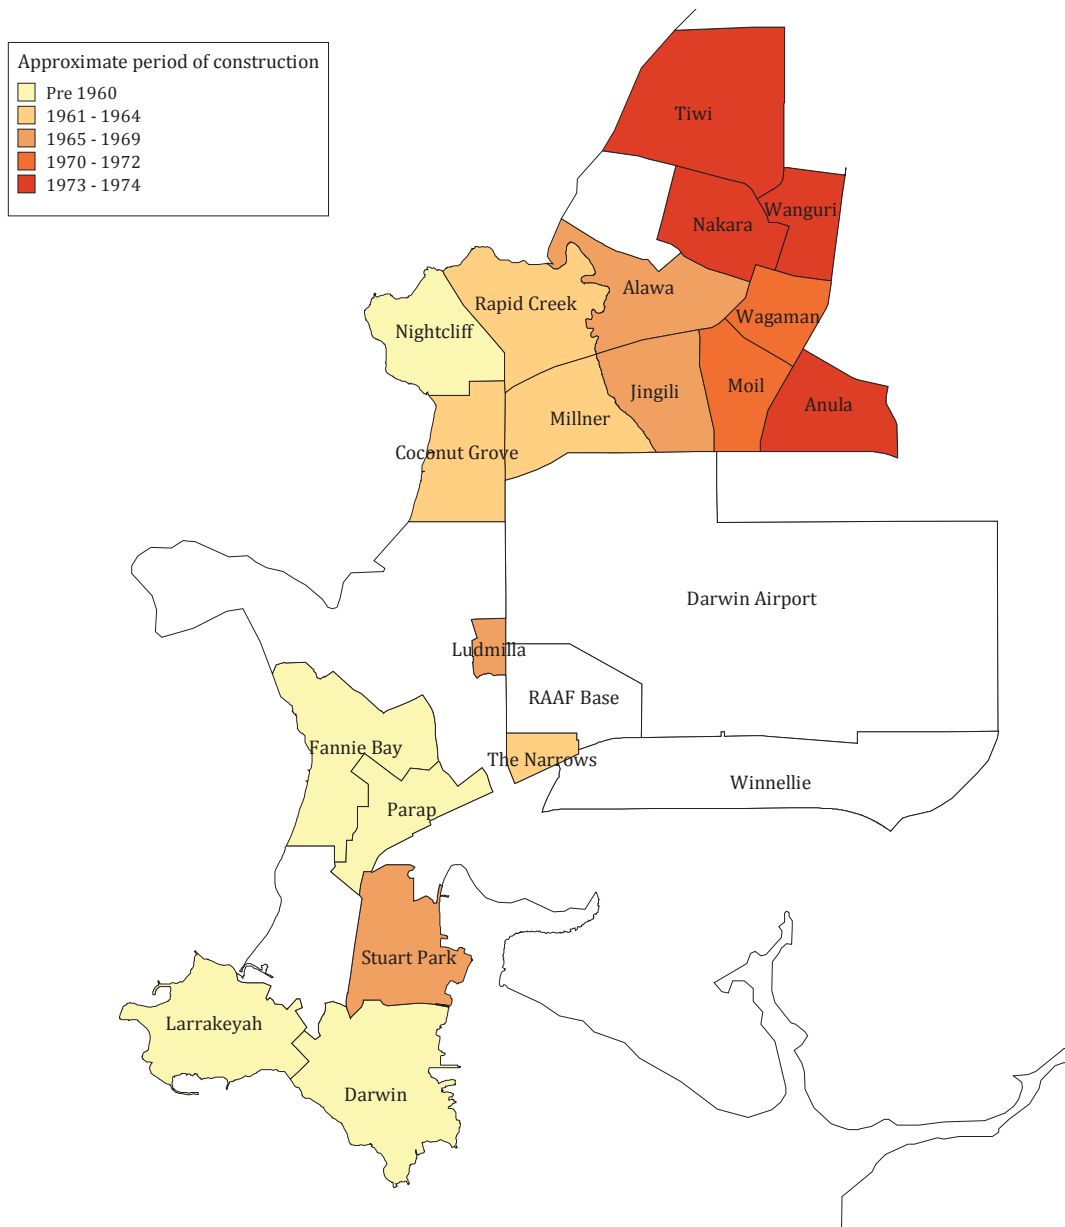 Approximate period of construction
Pre 1960
1961 - 1964
1965 - 1969
1970 - 1972
1973 - 1974
Tiwi
Wanguri
Nakara
Alawa
Rapid Creek
Wagaman
Nightcliff
Moil
Jingili
Anula
Millner
Coconut Grove
Darwin Airport
Ludmilla
RAAF Base
Fannie Bay
The Narrows
Winnellie
Parap
Stuart Park
Larrakeyah
Darwin